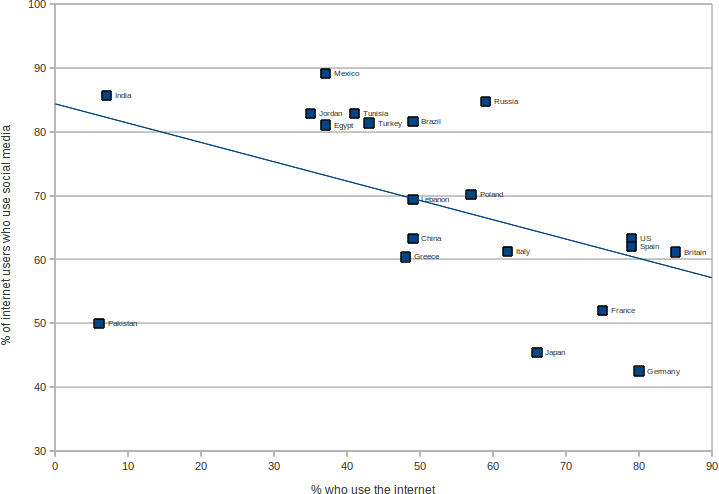 100
90
Mexico
India
Russia
Jordan
Tunisia
Brazil
Egypt
Turkey
80
70
Poland
Lebanon
China
US
Spain
Greece
Italy
Britain
60
France
50
Pakistan
Japan
Germany
40
30
0
10
20
30
40
50
60
70
80
90
% who use the internet
% of internet users who use social media